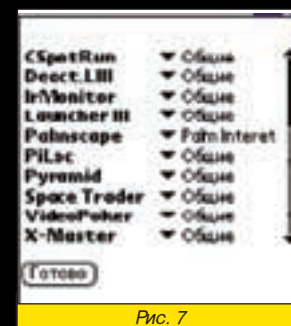 CSpotRun ▼ Общие
Deect.LIII ▼ Общие
IrMonitor ▼ Общие
Launcher III ▼ Общие
Palmscape ▼ Palm Interet
PiLoc ▼ Общие
Pyramid ▼ Общие
Space Trader ▼ Общие
VideoPoker ▼ Общие
X-Master ▼ Общие
Готово
Рис. 7